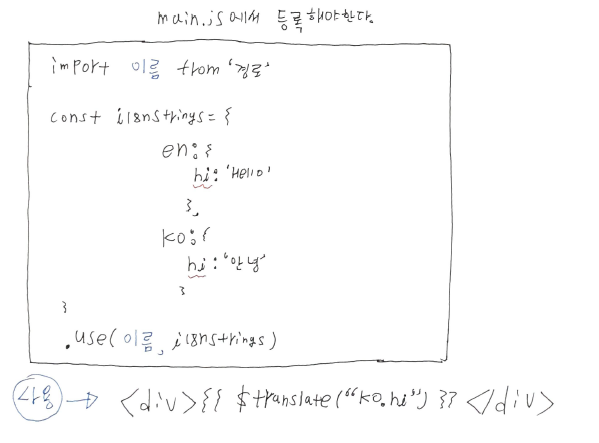 main.js에서 등록해야한다.
import 이름 from '경로'
const i18nstrings = {
en: {
hi: 'Hello'
},
ko: {
hi: '안녕'
}
}
.use(이름, i18nstrings)
사용 → <div>{{ $translate("ko.hi") }} </div>